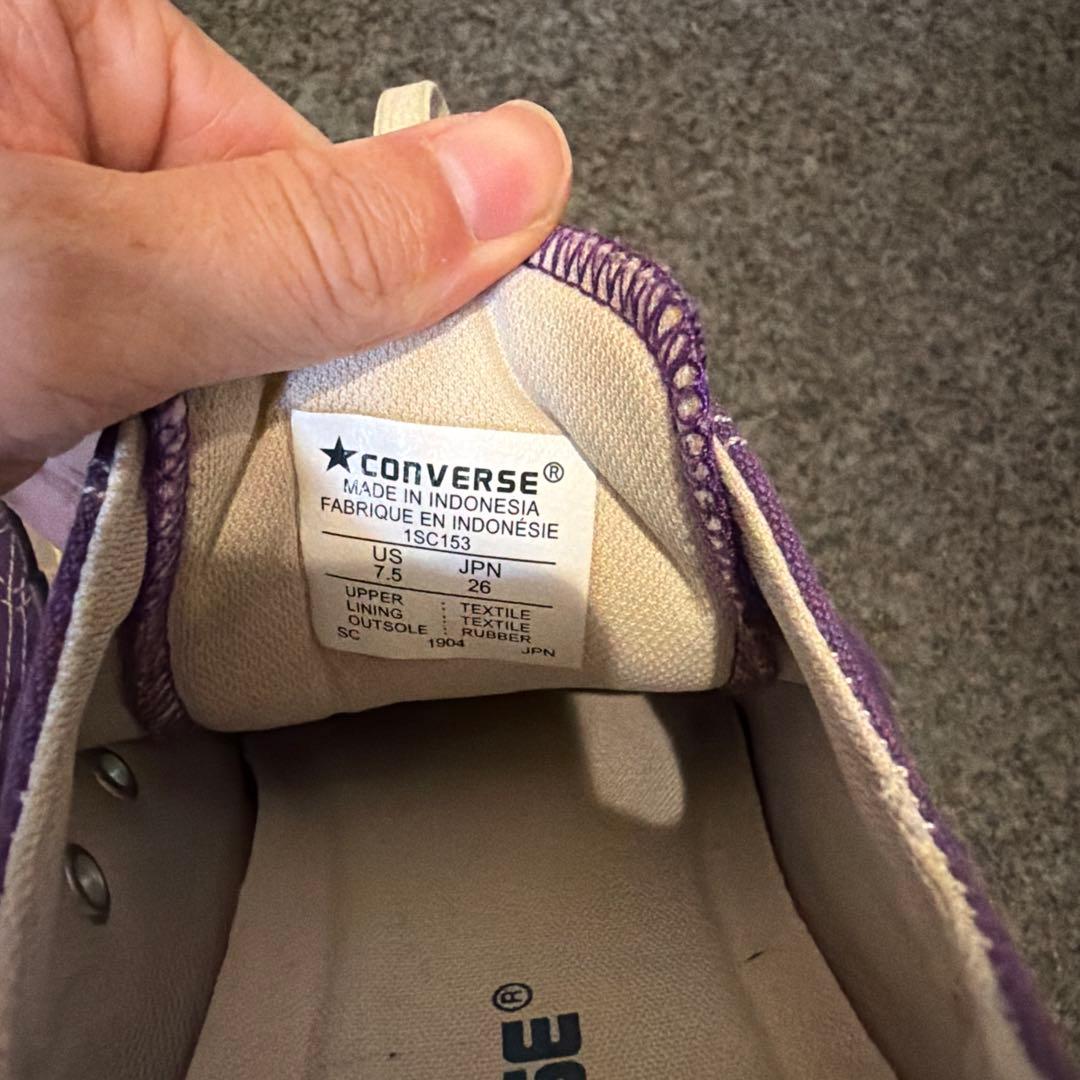 ★CONVERSE®
MADE IN INDONESIA
FABRIQUE EN INDONÉSIE
1SC153
US JPN
7.5 26
UPPER : TEXTILE
LINING : TEXTILE
OUTSOLE : RUBBER
SC 1904 JPN
SE®